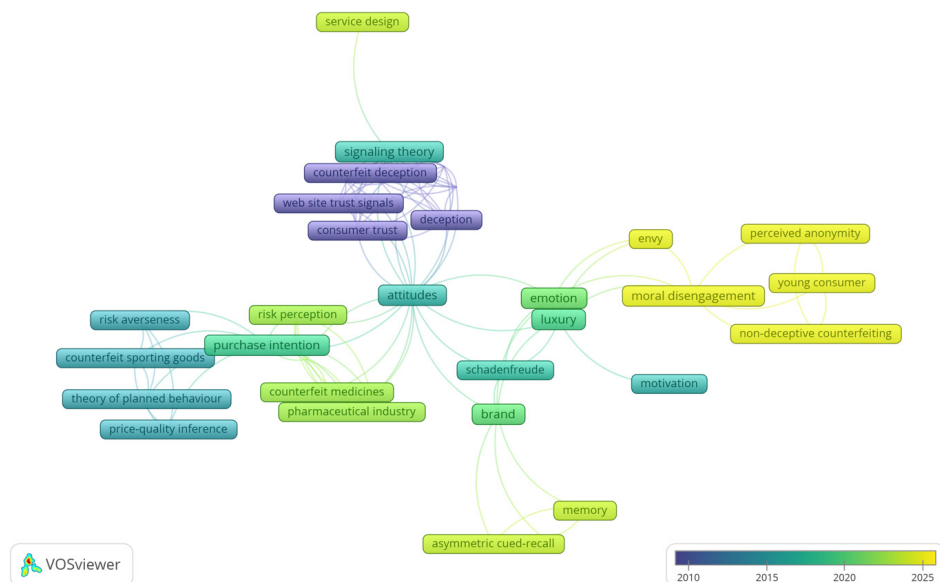 service design
signaling theory
counterfeit deception
web site trust signals
deception
consumer trust
envy
perceived anonymity
young consumer
moral disengagement
non-deceptive counterfeiting
attitudes
emotion
luxury
risk perception
risk averseness
purchase intention
counterfeit sporting goods
schadenfreude
motivation
theory of planned behaviour
counterfeit medicines
pharmaceutical industry
brand
price-quality inference
memory
asymmetric cued-recall
VOSviewer
2010 2015 2020 2025